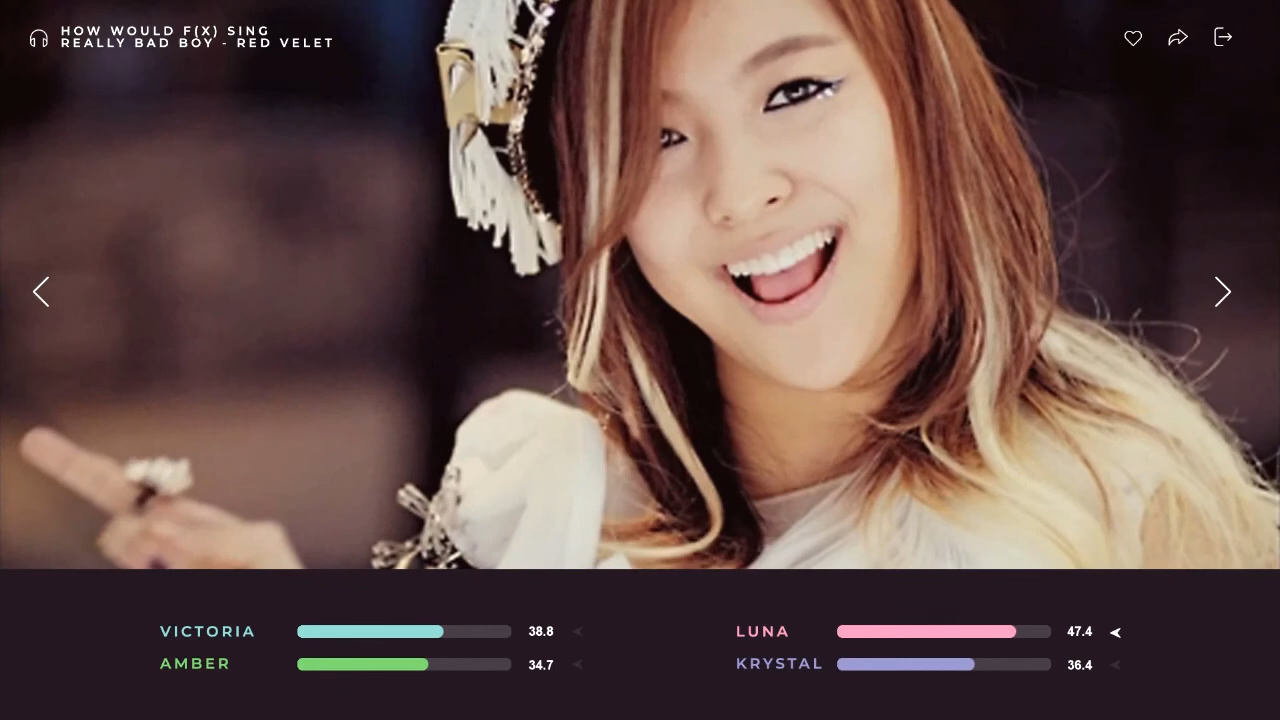 HOW WOULD F(X) SING
REALLY BAD BOY - RED VELET
VICTORIA 38.8
LUNA 47.4
AMBER 34.7
KRYSTAL 36.4